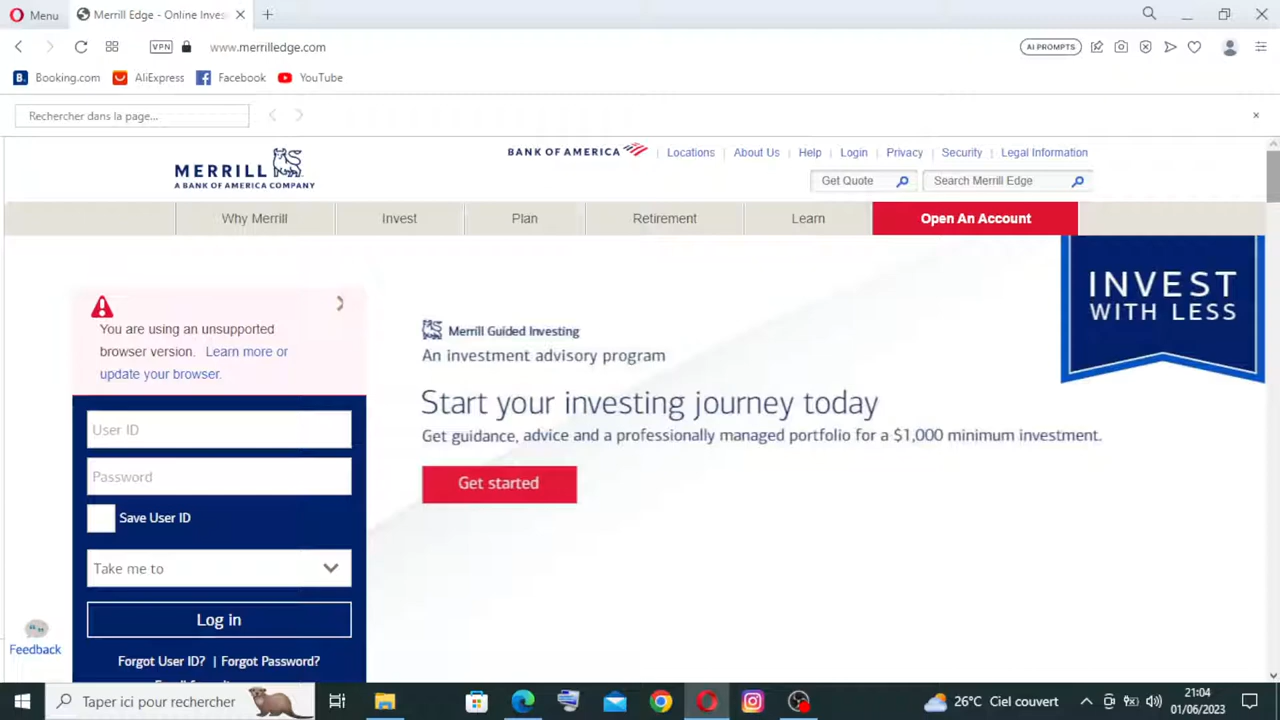 Menu
Merrill Edge - Online Inves
VPN
www.merrilledge.com
AI PROMPTS
B.
Booking.com
AliExpress
Facebook
YouTube
Rechercher dans la page...
MERRILL
A BANK OF AMERICA COMPANY
BANK OF AMERICA
Locations
About Us
Help
Login
Privacy
Security
Legal Information
Get Quote
Search Merrill Edge
Why Merrill
Invest
Plan
Retirement
Learn
Open An Account
INVEST
WITH LESS
You are using an unsupported
browser version. Learn more or
update your browser.
Merrill Guided Investing
An investment advisory program
Start your investing journey today
Get guidance, advice and a professionally managed portfolio for a $1,000 minimum investment.
Get started
User ID
Password
Save User ID
Take me to
Log in
Forgot User ID? | Forgot Password?
Feedback
Taper ici pour rechercher
26°C Ciel couvert
21:04
01/06/2023